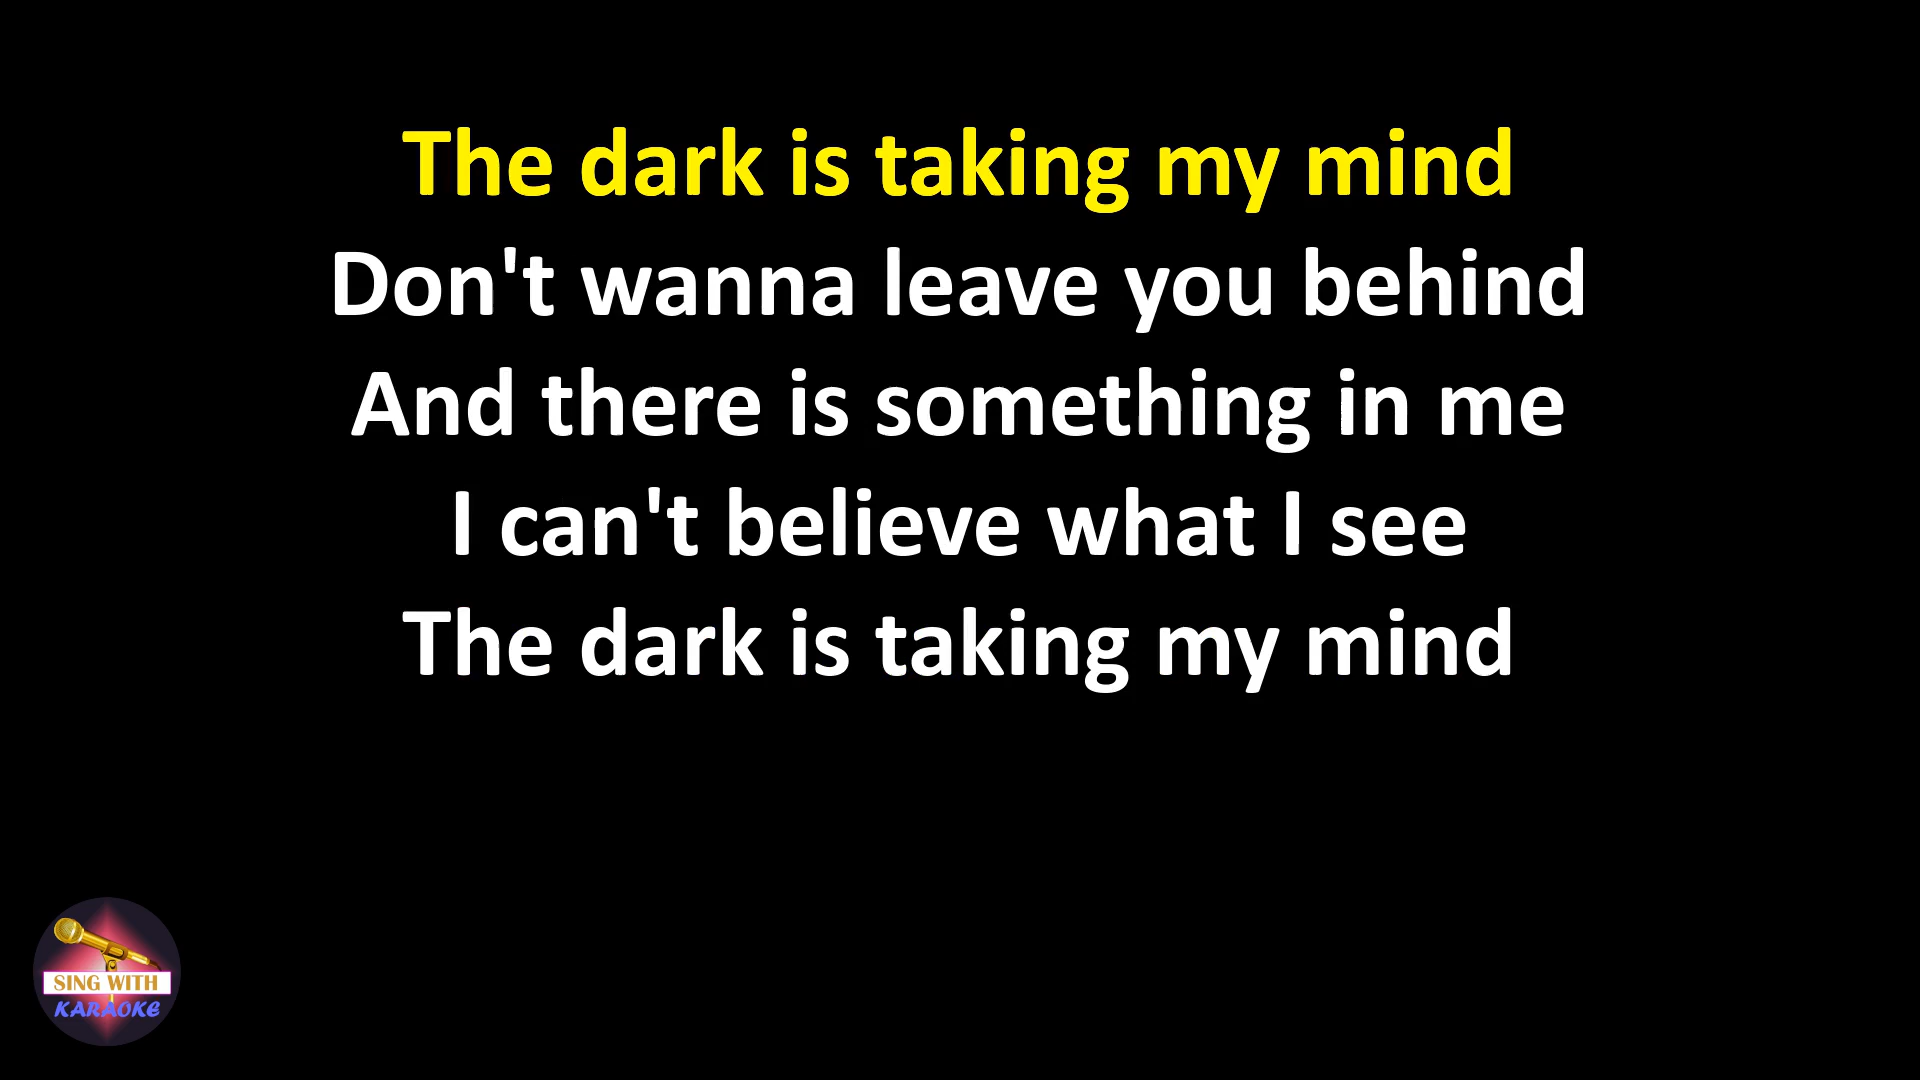 The dark is taking my mind
Don't wanna leave you behind
And there is something in me
I can't believe what I see
The dark is taking my mind
SING WITH
KARAOKE